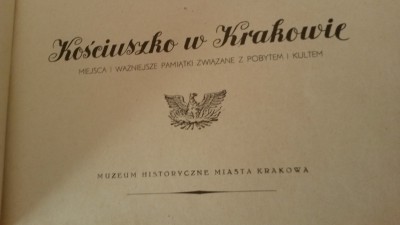 Kościuszko w Krakowie
MIEJSCA I WAŻNIEJSZE PAMIĄTKI ZWIĄZANE Z POBYTEM I KULTEM
MUZEUM HISTORYCZNE MIASTA KRAKOWA